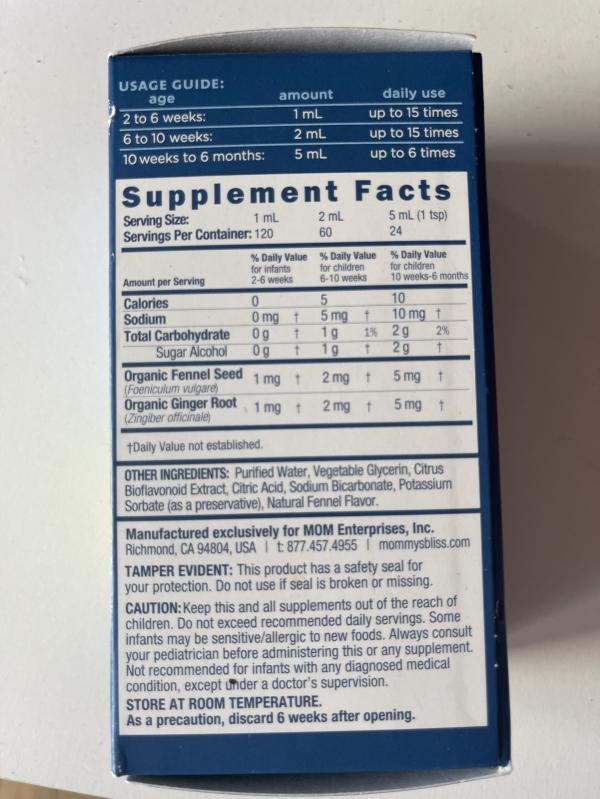 USAGE GUIDE:
age amount daily use
2 to 6 weeks: 1 mL up to 15 times
6 to 10 weeks: 2 mL up to 15 times
10 weeks to 6 months: 5 mL up to 6 times
Supplement Facts
Serving Size: 1 mL 2 mL 5 mL (1 tsp)
Servings Per Container: 120 60 24
% Daily Value % Daily Value % Daily Value
for infants for children for children
Amount per Serving 2-6 weeks 6-10 weeks 10 weeks-6 months
Calories 0 5 10
Sodium 0 mg † 5 mg † 10 mg †
Total Carbohydrate 0 g † 1 g 1% 2 g 2%
Sugar Alcohol 0 g † 1 g † 2 g †
Organic Fennel Seed 1 mg † 2 mg † 5 mg †
(Foeniculum vulgare)
Organic Ginger Root 1 mg † 2 mg † 5 mg †
(Zingiber officinale)
†Daily Value not established.
OTHER INGREDIENTS: Purified Water, Vegetable Glycerin, Citrus
Bioflavonoid Extract, Citric Acid, Sodium Bicarbonate, Potassium
Sorbate (as a preservative), Natural Fennel Flavor.
Manufactured exclusively for MOM Enterprises, Inc.
Richmond, CA 94804, USA | t: 877.457.4955 | mommysbliss.com
TAMPER EVIDENT: This product has a safety seal for
your protection. Do not use if seal is broken or missing.
CAUTION: Keep this and all supplements out of the reach of
children. Do not exceed recommended daily servings. Some
infants may be sensitive/allergic to new foods. Always consult
your pediatrician before administering this or any supplement.
Not recommended for infants with any diagnosed medical
condition, except under a doctor's supervision.
STORE AT ROOM TEMPERATURE.
As a precaution, discard 6 weeks after opening.